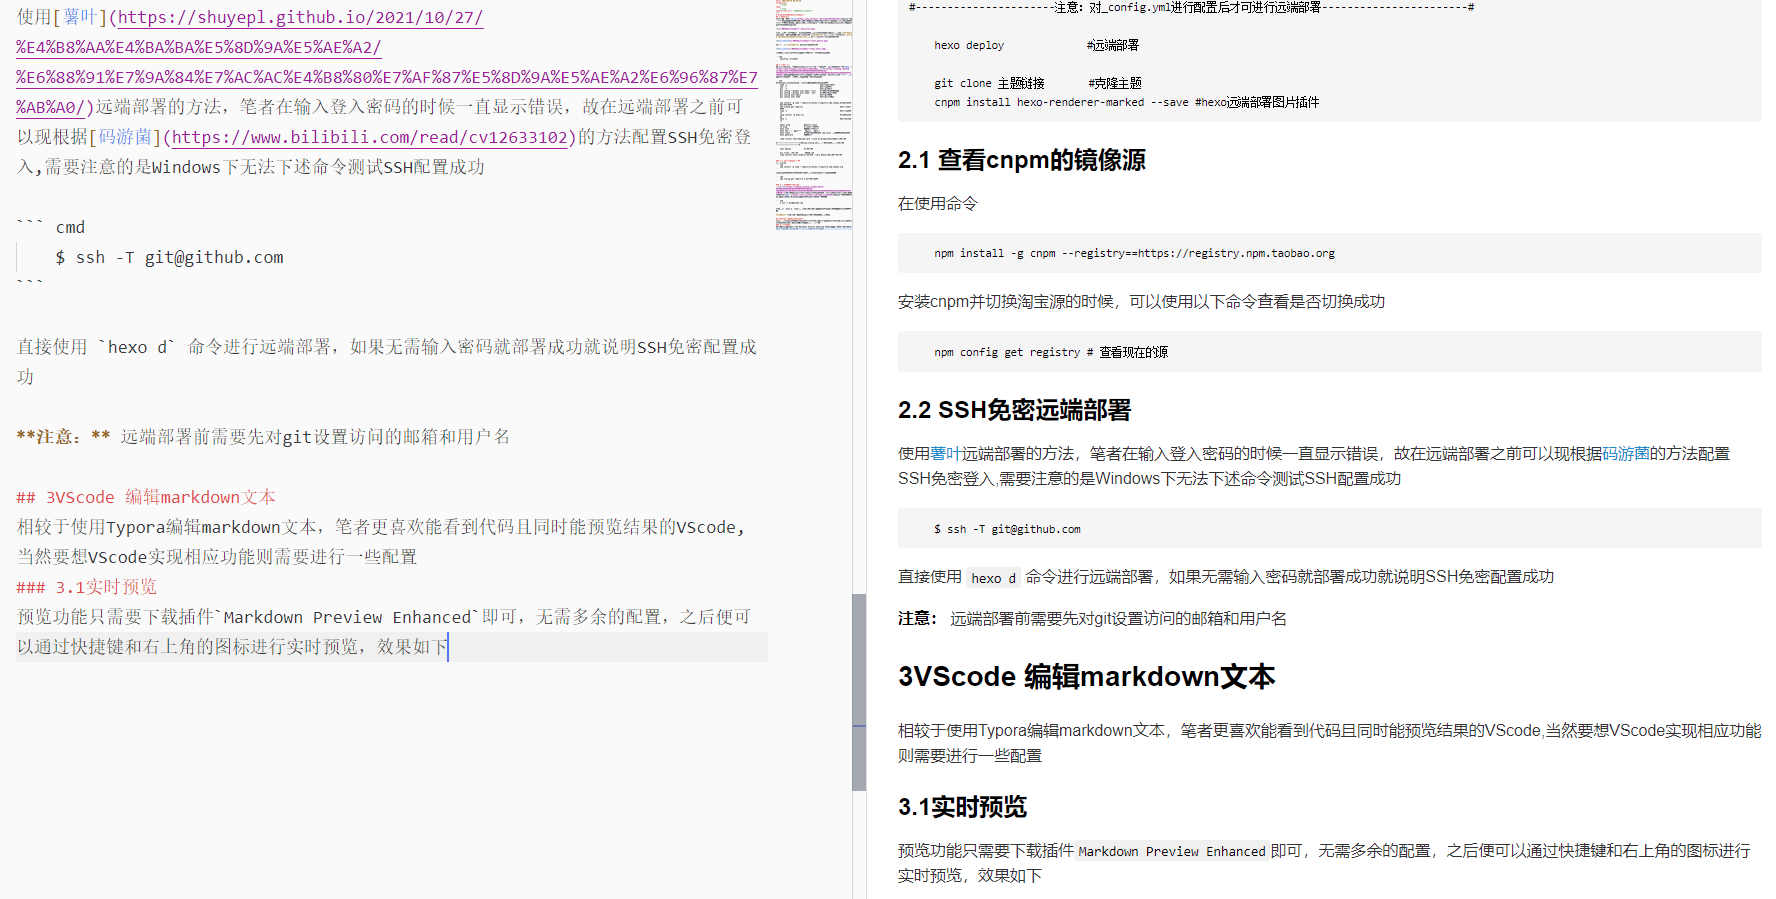 使用[薯叶](https://shuyepl.github.io/2021/10/27/
%E4%B8%AA%E4%BA%BA%E5%8D%9A%E5%AE%A2/
%E6%88%91%E7%9A%84%E7%AC%AC%E4%B8%80%E7%AF%87%E5%8D%9A%E5%AE%A2%E6%96%87%E7
%AB%A0/)远端部署的方法，笔者在输入登入密码的时候一直显示错误，故在远端部署之前可
以现根据[码游菌](https://www.bilibili.com/read/cv12633102)的方法配置SSH免密登
入,需要注意的是Windows下无法下述命令测试SSH配置成功
``` cmd
$ ssh -T git@github.com
```
直接使用 `hexo d` 命令进行远端部署，如果无需输入密码就部署成功就说明SSH免密配置成
功
**注意：** 远端部署前需要先对git设置访问的邮箱和用户名
## 3VScode 编辑markdown文本
相较于使用Typora编辑markdown文本，笔者更喜欢能看到代码且同时能预览结果的VScode,
当然要想VScode实现相应功能则需要进行一些配置
### 3.1实时预览
预览功能只需要下载插件`Markdown Preview Enhanced`即可，无需多余的配置，之后便可
以通过快捷键和右上角的图标进行实时预览，效果如下
#---------------------注意：对_config.yml进行配置后才可进行远端部署----------------------#
hexo deploy #远端部署
git clone 主题链接 #克隆主题
cnpm install hexo-renderer-marked --save #hexo远端部署图片插件
2.1 查看cnpm的镜像源
在使用命令
npm install -g cnpm --registry==https://registry.npm.taobao.org
安装cnpm并切换淘宝源的时候，可以使用以下命令查看是否切换成功
npm config get registry # 查看现在的源
2.2 SSH免密远端部署
使用薯叶远端部署的方法，笔者在输入登入密码的时候一直显示错误，故在远端部署之前可以现根据码游菌的方法配置
SSH免密登入,需要注意的是Windows下无法下述命令测试SSH配置成功
$ ssh -T git@github.com
直接使用 hexo d 命令进行远端部署，如果无需输入密码就部署成功就说明SSH免密配置成功
注意： 远端部署前需要先对git设置访问的邮箱和用户名
3VScode 编辑markdown文本
相较于使用Typora编辑markdown文本，笔者更喜欢能看到代码且同时能预览结果的VScode,当然要想VScode实现相应功能
则需要进行一些配置
3.1实时预览
预览功能只需要下载插件 Markdown Preview Enhanced 即可，无需多余的配置，之后便可以通过快捷键和右上角的图标进行
实时预览，效果如下